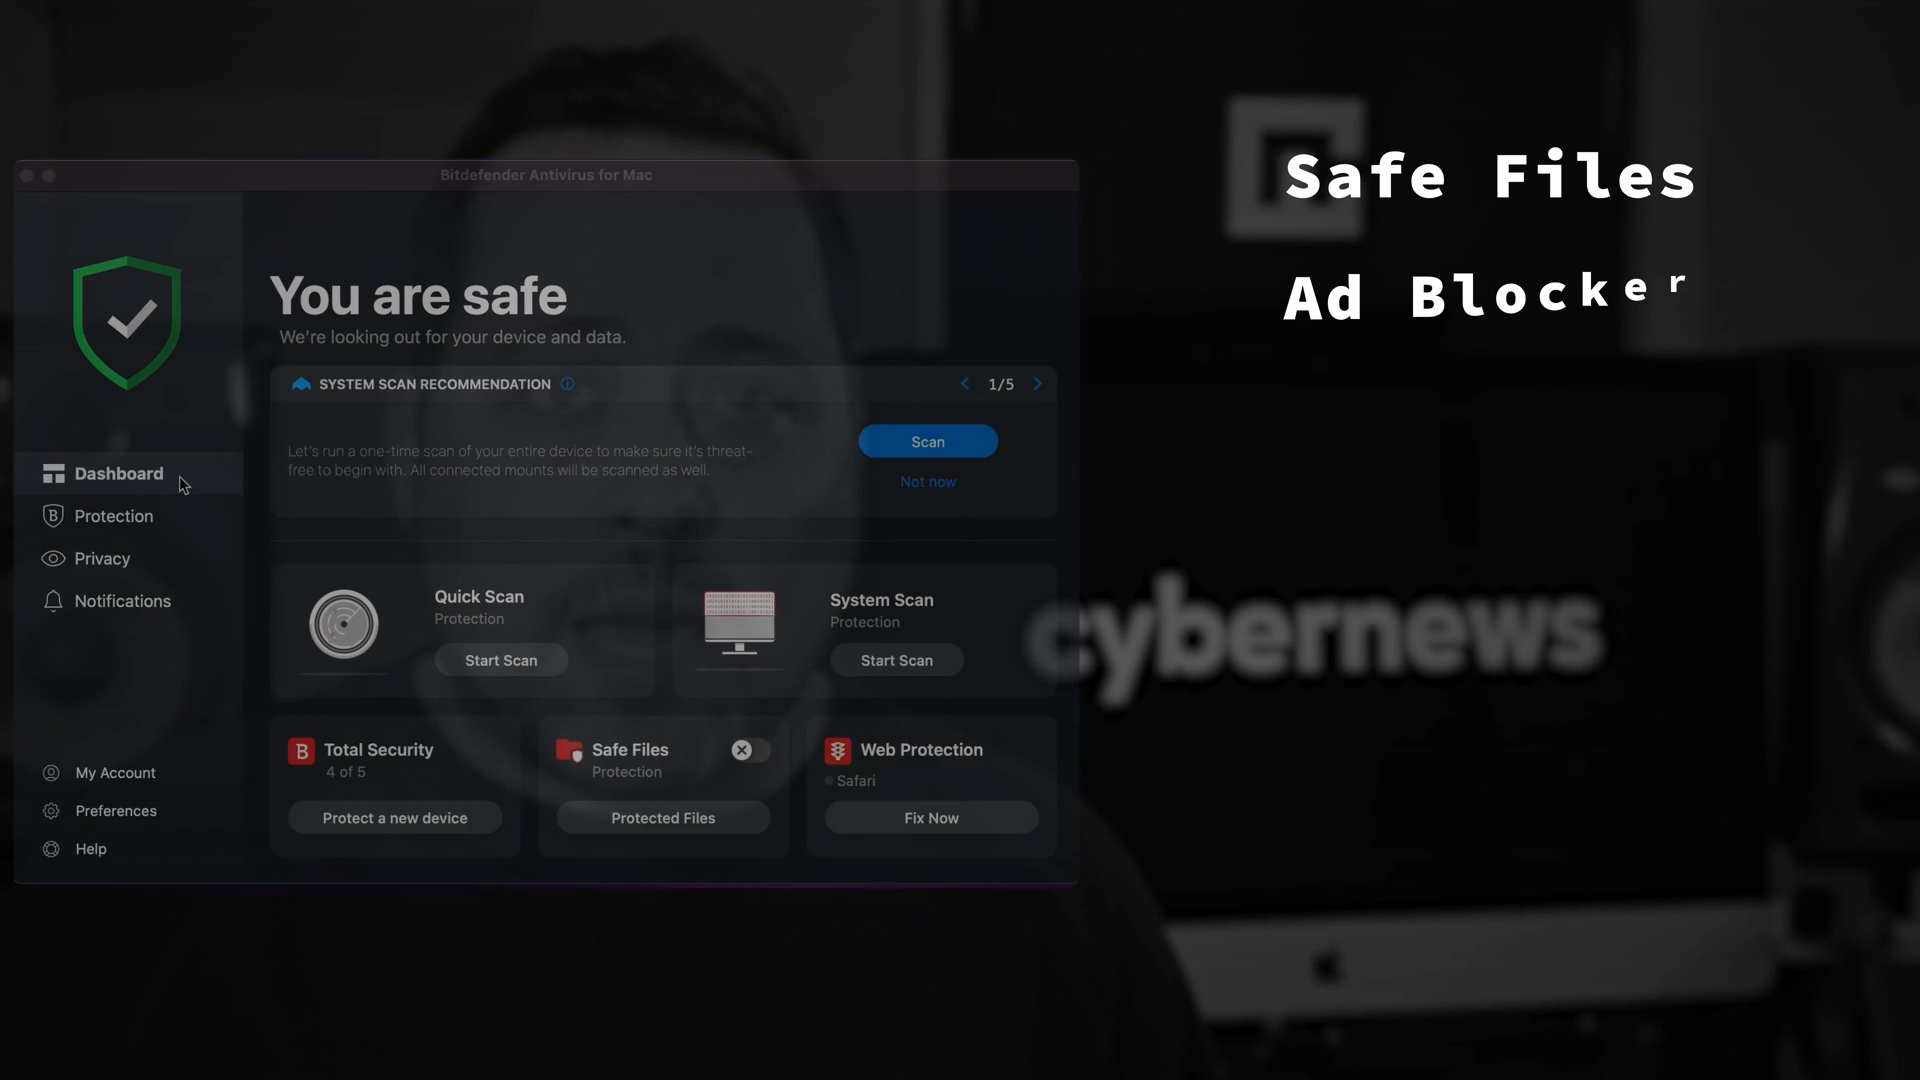 Bitdefender Antivirus for Mac
Safe Files
Ad Blocker
You are safe
We're looking out for your device and data.
SYSTEM SCAN RECOMMENDATION
1/5
Let's run a one-time scan of your entire device to make sure it's threat-
free to begin with. All connected mounts will be scanned as well.
Scan
Not now
Dashboard
Protection
Privacy
Notifications
Quick Scan
Protection
Start Scan
System Scan
Protection
Start Scan
cybernews
Total Security
4 of 5
Protect a new device
Safe Files
Protection
Protected Files
Web Protection
Safari
Fix Now
My Account
Preferences
Help